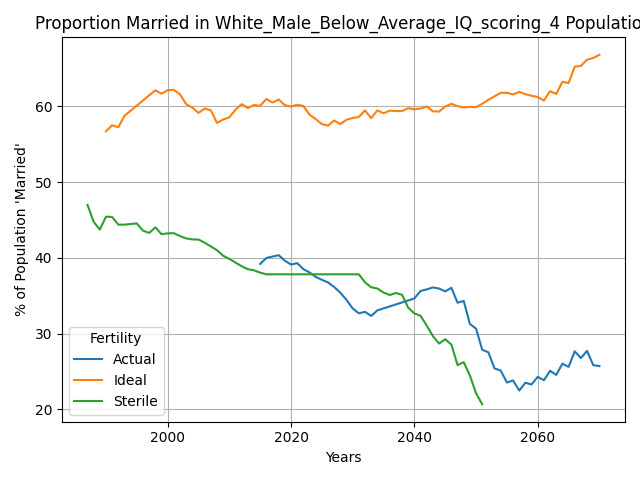 Proportion Married in White_Male_Below_Average_IQ_scoring_4 Populatio
% of Population 'Married'
60
50
40
30
20
Fertility
Actual
Ideal
Sterile
2000 2020 2040 2060
Years